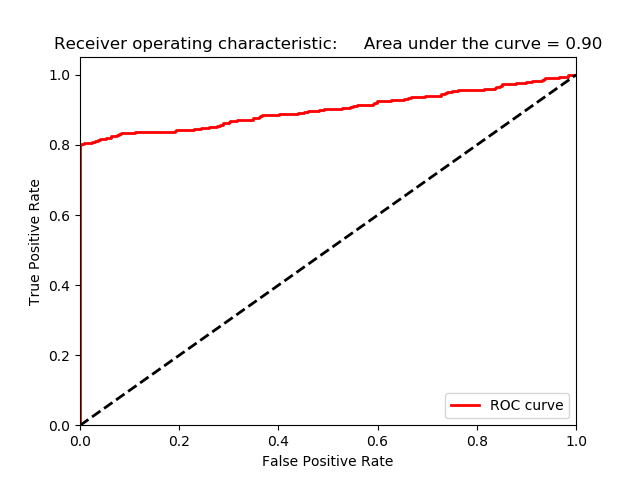 Receiver operating characteristic:     Area under the curve = 0.90
1.0
0.8
0.6
0.4
0.2
0.0
True Positive Rate
ROC curve
0.0 0.2 0.4 0.6 0.8 1.0
False Positive Rate